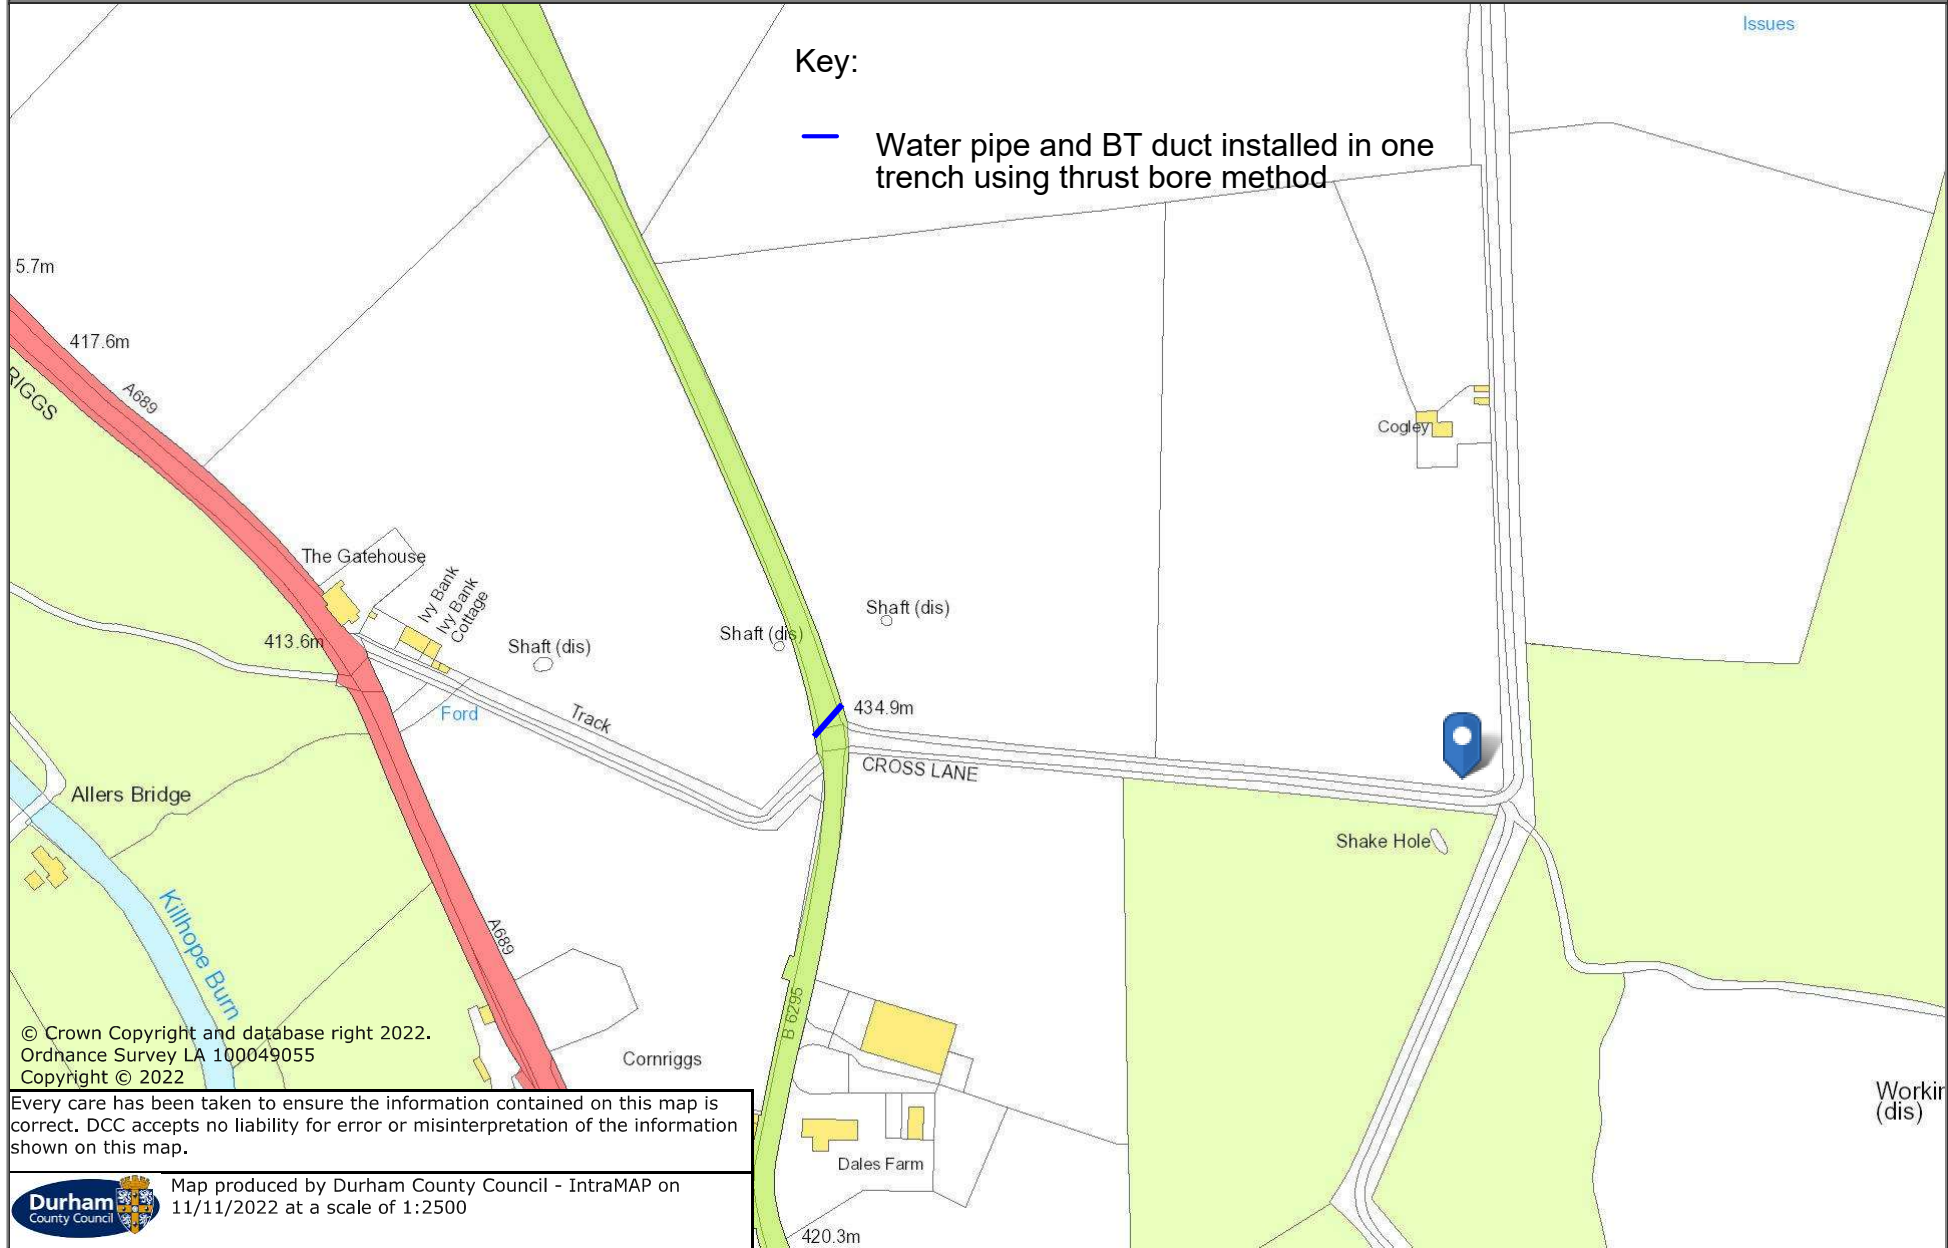 Issues
Key:
Water pipe and BT duct installed in one
trench using thrust bore method
5.7m
417.6m
RIGGS
A689
Cogley
The Gatehouse
Ivy Bank
Ivy Bank
Cottage
Shaft (dis)
Shaft (dis)
Shaft (dis)
413.6m
Ford
Track
434.9m
CROSS LANE
Allers Bridge
Shake Hole
Killhope Burn
A689
B 6295
Cornriggs
Workin
(dis)
Dales Farm
420.3m
© Crown Copyright and database right 2022.
Ordnance Survey LA 100049055
Copyright © 2022
Every care has been taken to ensure the information contained on this map is
correct. DCC accepts no liability for error or misinterpretation of the information
shown on this map.
Durham
County Council
Map produced by Durham County Council - IntraMAP on
11/11/2022 at a scale of 1:2500